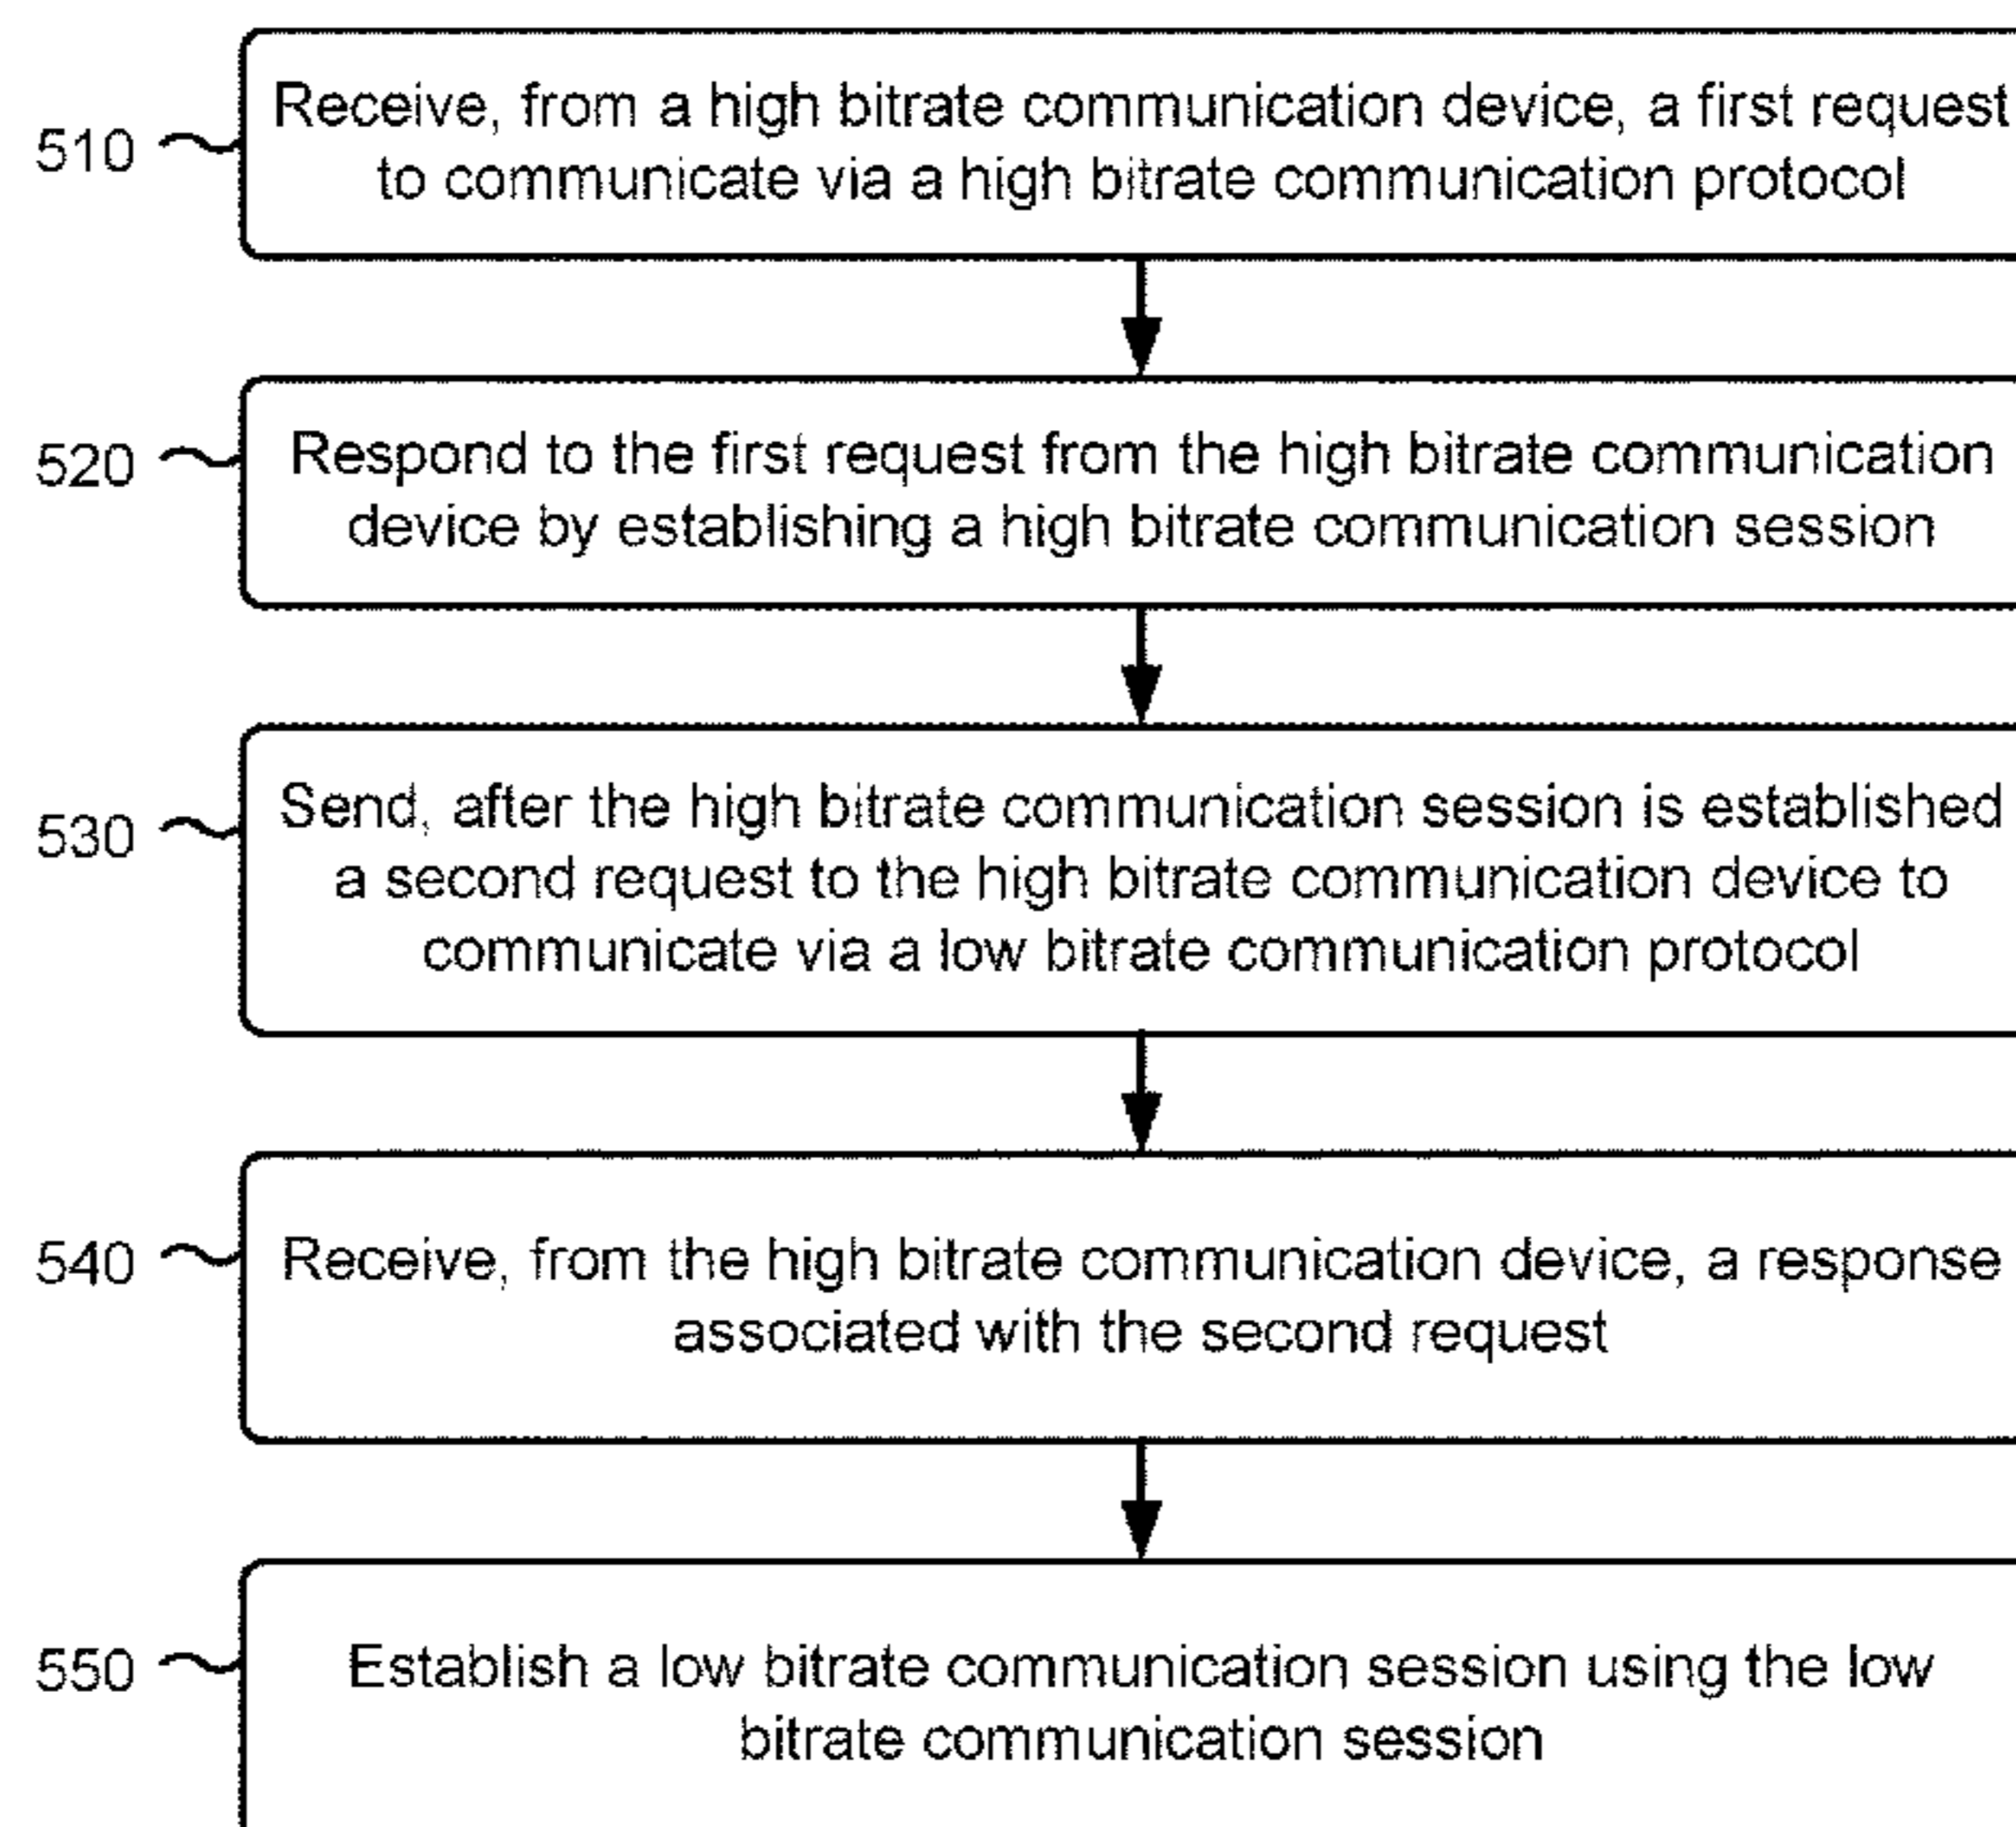 510
Receive, from a high bitrate communication device, a first request
to communicate via a high bitrate communication protocol
520
Respond to the first request from the high bitrate communication
device by establishing a high bitrate communication session
530
Send, after the high bitrate communication session is established
a second request to the high bitrate communication device to
communicate via a low bitrate communication protocol
540
Receive, from the high bitrate communication device, a response
associated with the second request
550
Establish a low bitrate communication session using the low
bitrate communication session